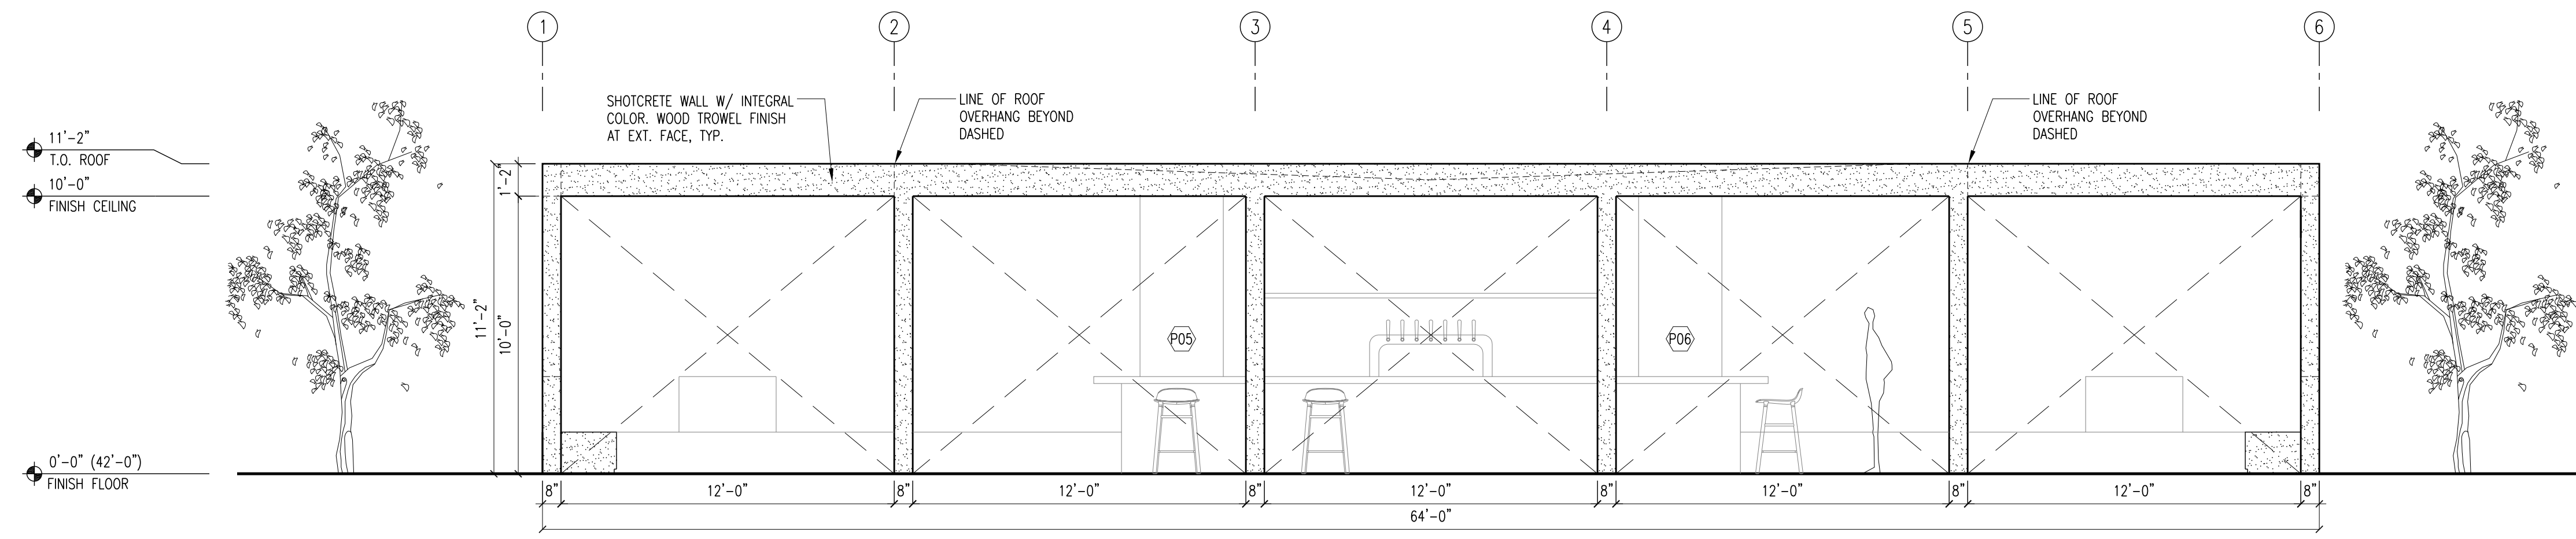 1
2
3
4
5
6
SHOTCRETE WALL W/ INTEGRAL
COLOR. WOOD TROWEL FINISH
AT EXT. FACE, TYP.
LINE OF ROOF
OVERHANG BEYOND
DASHED
LINE OF ROOF
OVERHANG BEYOND
DASHED
11'-2"
T.O. ROOF
10'-0"
FINISH CEILING
0'-0" (42'-0")
FINISH FLOOR
11'-2"
1'-2"
10'-0"
P05
P06
8"
12'-0"
8"
12'-0"
8"
12'-0"
8"
12'-0"
8"
12'-0"
8"
64'-0"